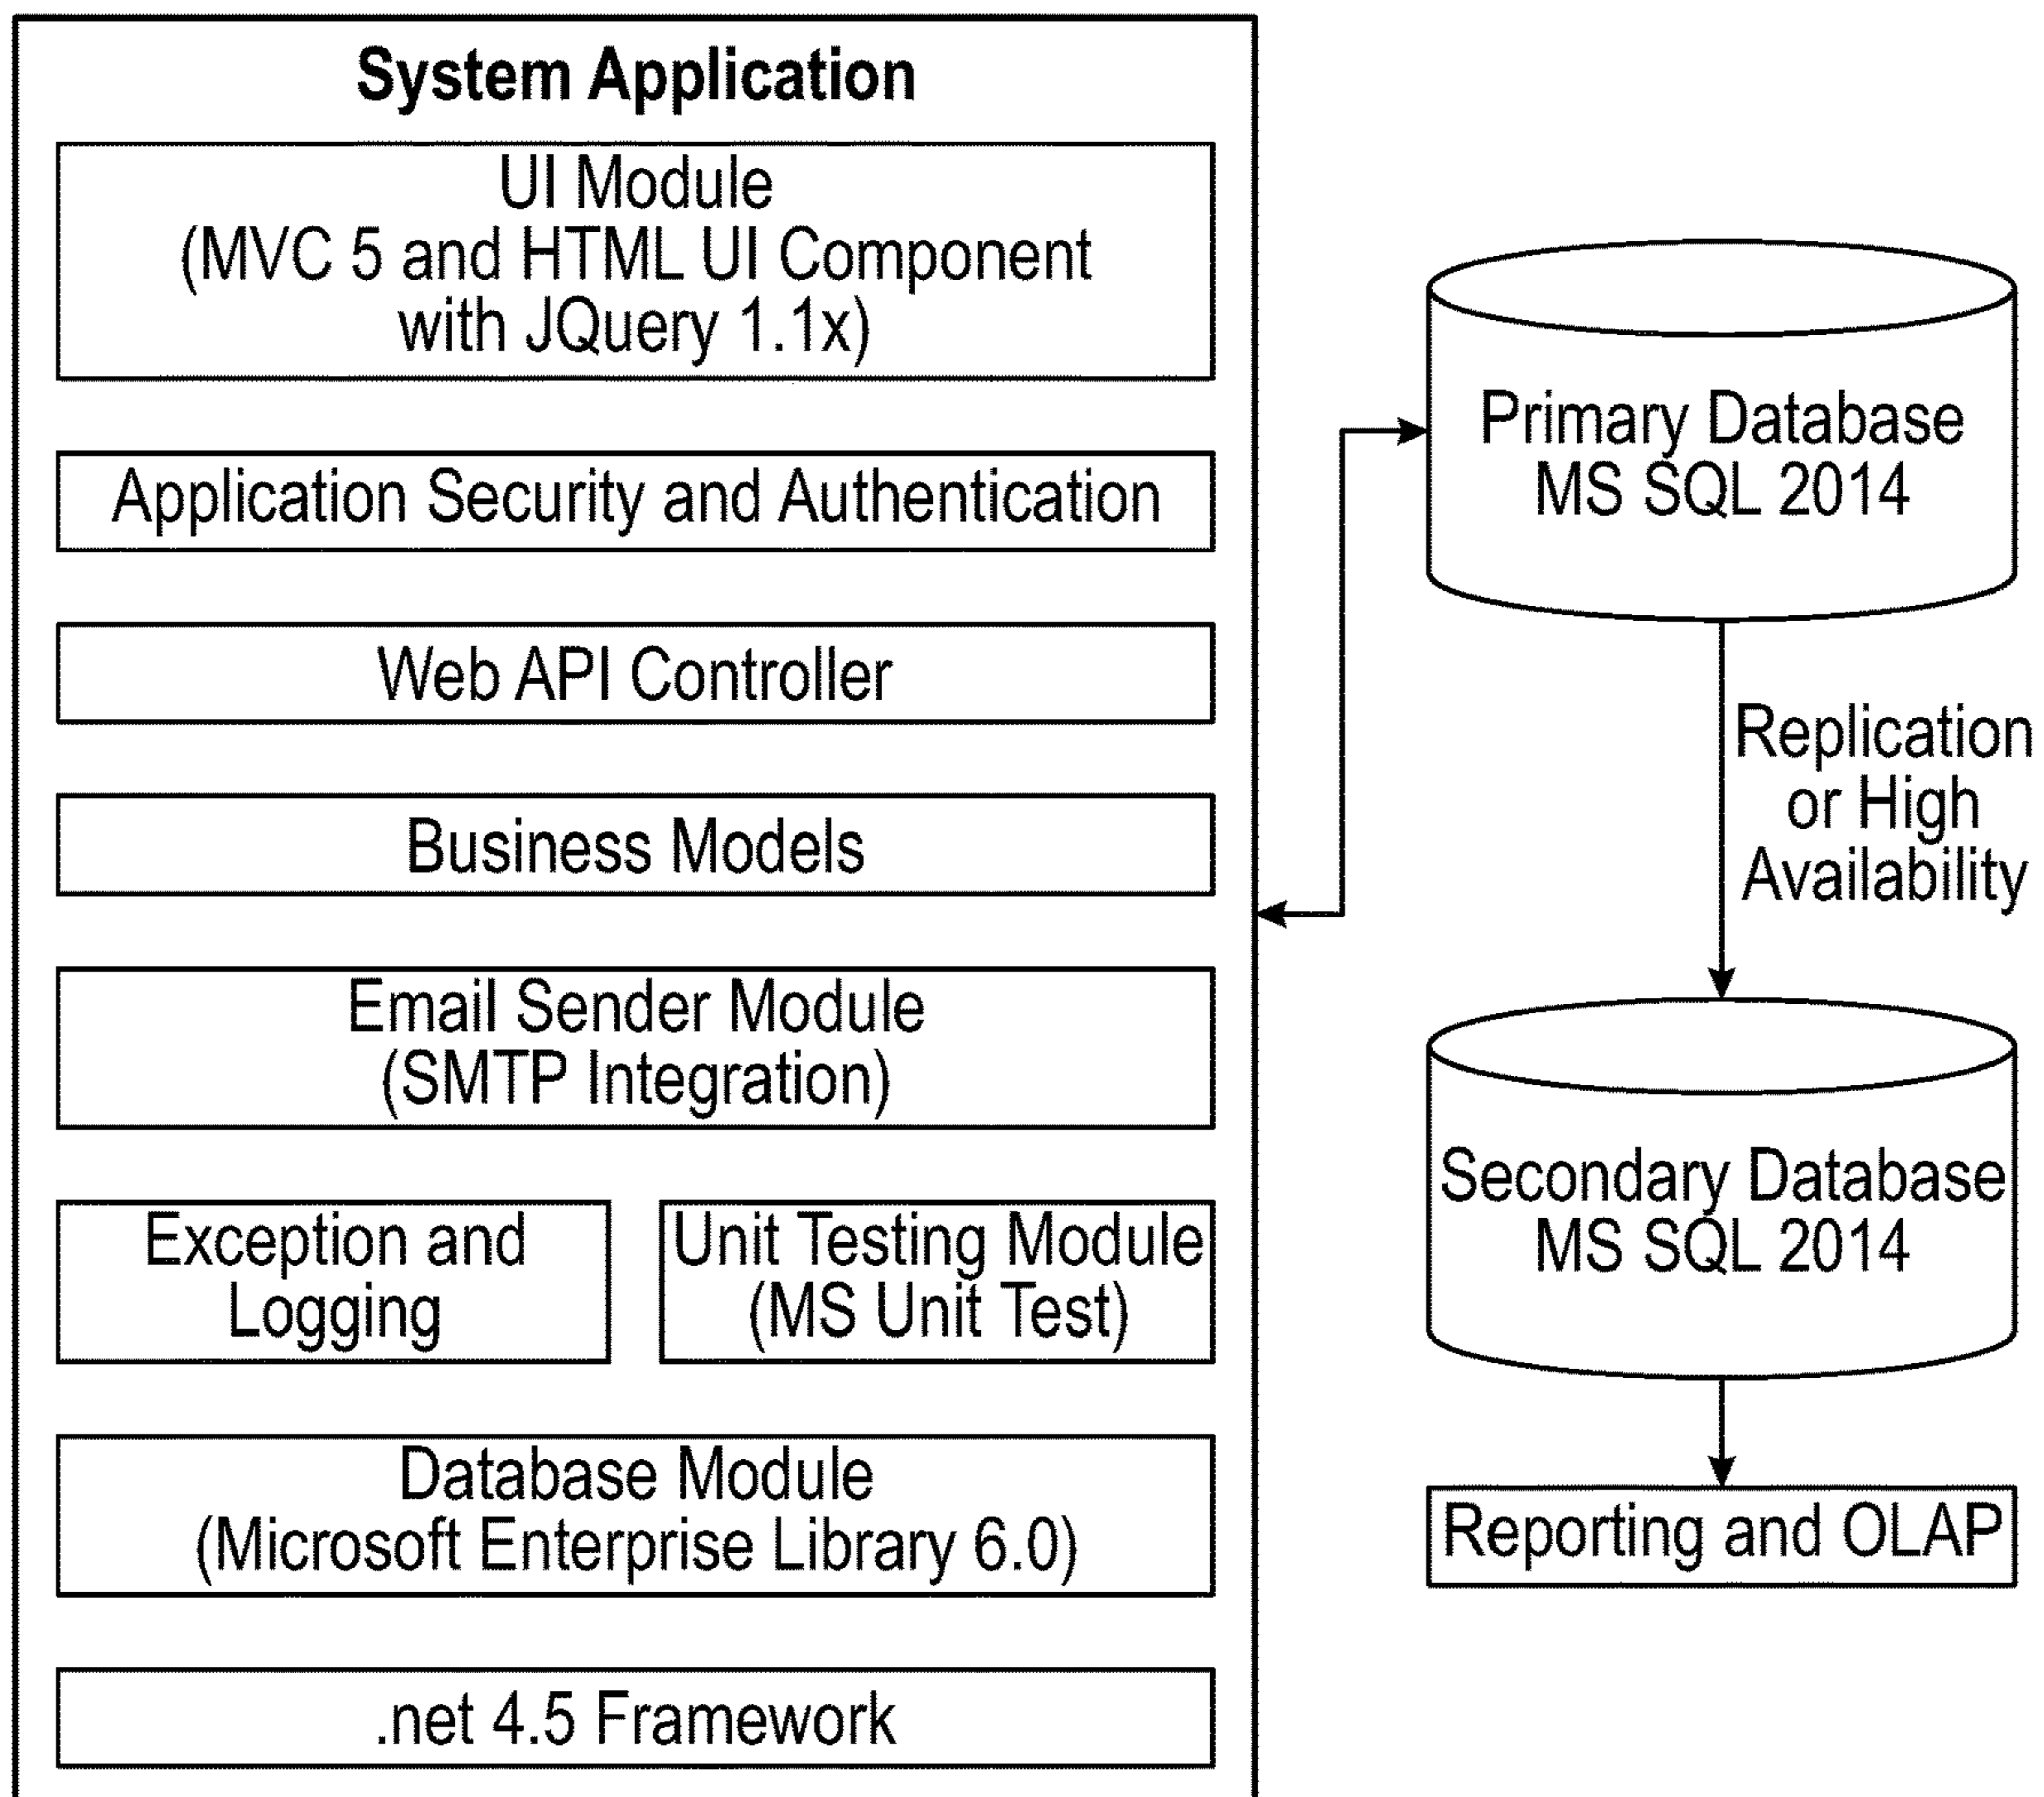 System Application
UI Module
(MVC 5 and HTML UI Component
with JQuery 1.1x)
Application Security and Authentication
Web API Controller
Business Models
Email Sender Module
(SMTP Integration)
Exception and
Logging
Unit Testing Module
(MS Unit Test)
Database Module
(Microsoft Enterprise Library 6.0)
.net 4.5 Framework
Primary Database
MS SQL 2014
Replication
or High
Availability
Secondary Database
MS SQL 2014
Reporting and OLAP